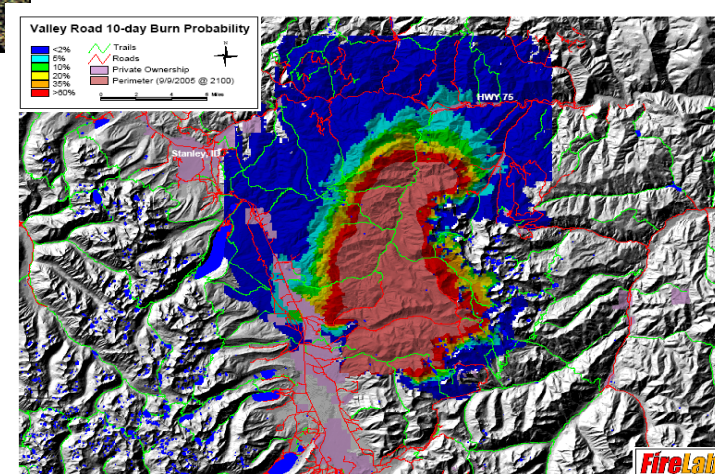 Valley Road 10-day Burn Probability
<2%
5%
10%
20%
35%
>60%
Trails
Roads
Private Ownership
Perimeter (9/9/2005 @ 2100)
N
0 2 4 6 Miles
HWY 75
Stanley, ID
FireLab